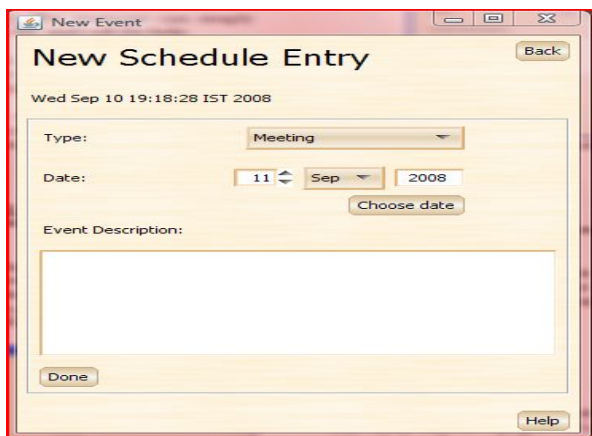 New Event
New Schedule Entry Back
Wed Sep 10 19:18:28 IST 2008
Type: Meeting
Date: 11 Sep 2008
Choose date
Event Description:
Done
Help